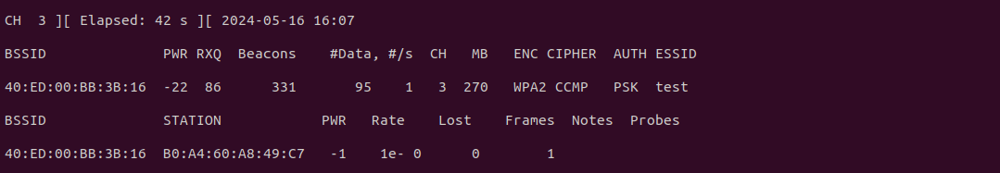 CH  3 ][ Elapsed: 42 s ][ 2024-05-16 16:07
BSSID              PWR RXQ  Beacons    #Data, #/s  CH   MB   ENC CIPHER  AUTH ESSID
40:ED:00:BB:3B:16  -22  86      331       95    1   3  270   WPA2 CCMP   PSK  test
BSSID              STATION            PWR   Rate    Lost    Frames  Notes  Probes
40:ED:00:BB:3B:16  B0:A4:60:A8:49:C7   -1    1e- 0      0        1